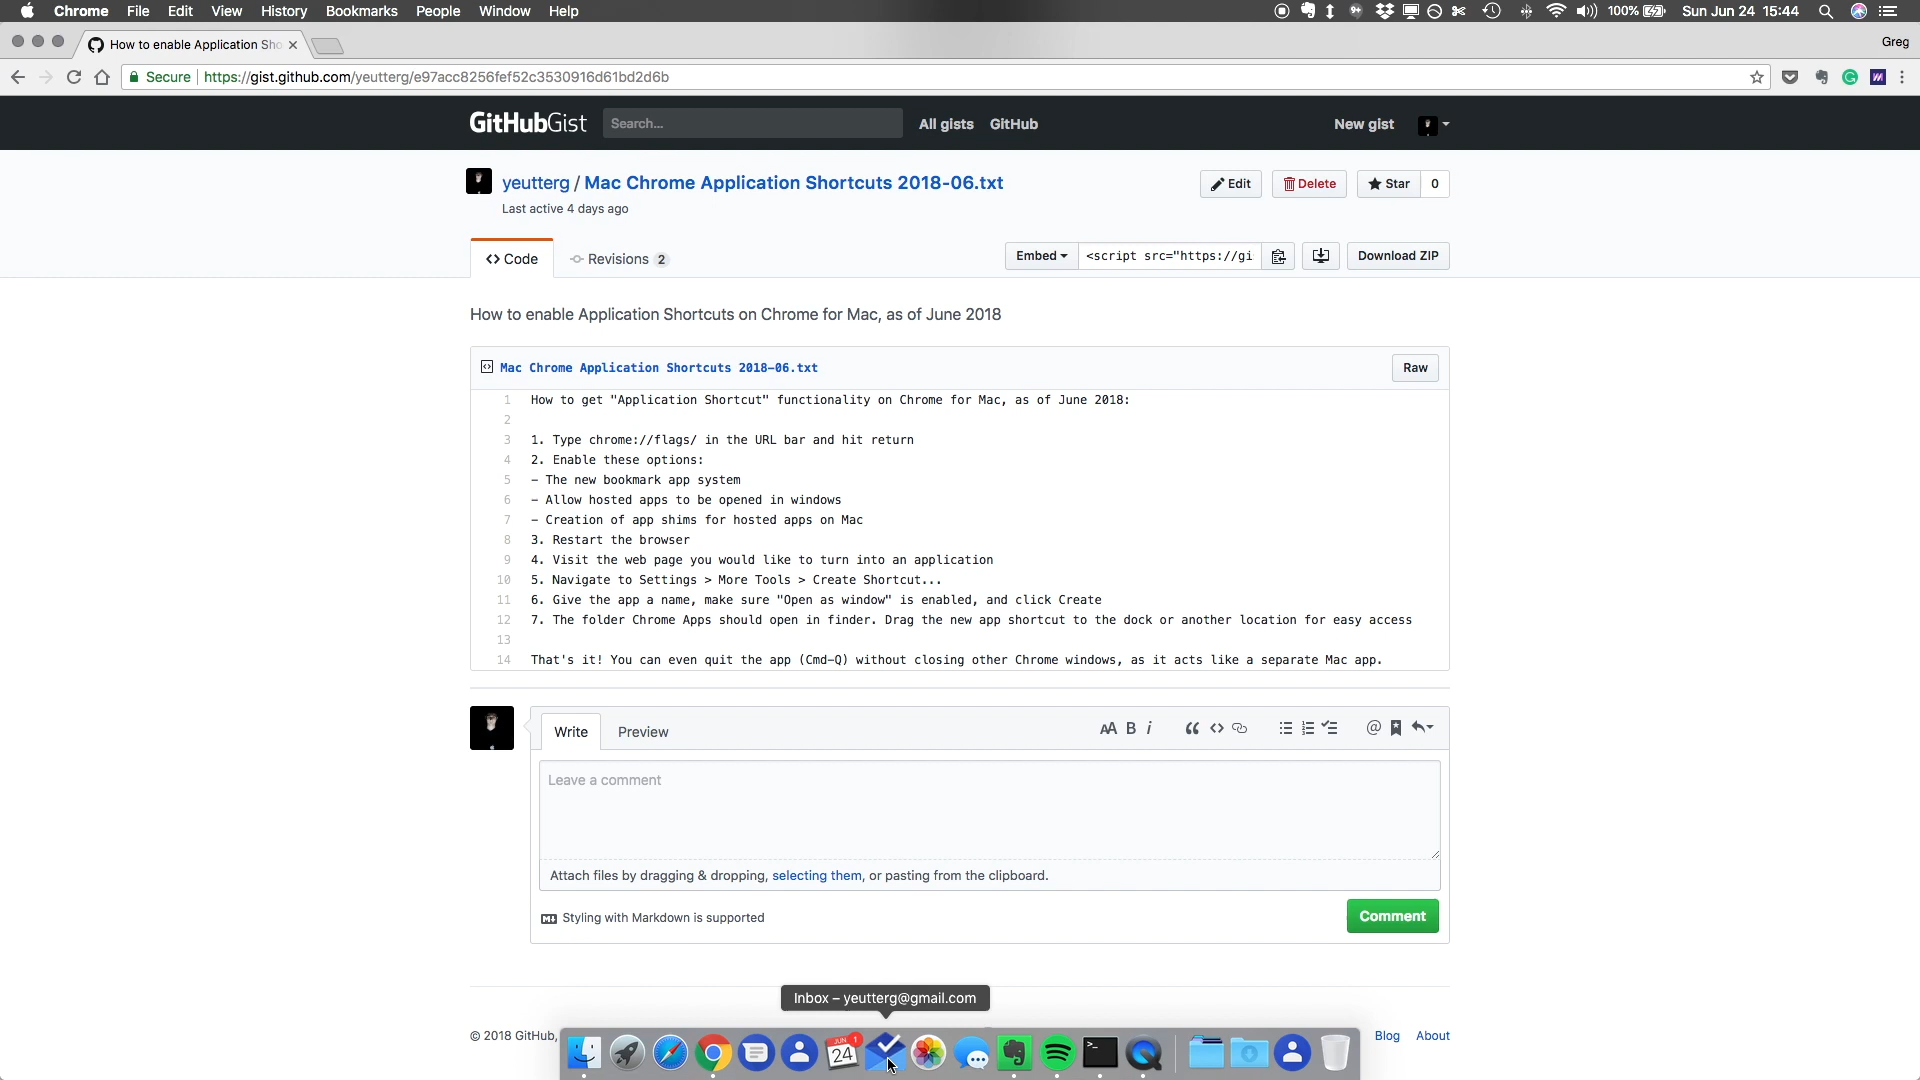 Chrome File Edit View History Bookmarks People Window Help 9+ 100% Sun Jun 24 15:44
How to enable Application Sho Greg
Secure https://gist.github.com/yeutterg/e97acc8256fef52c3530916d61bd2d6b
GitHubGist Search... All gists GitHub New gist
yeutterg / Mac Chrome Application Shortcuts 2018-06.txt Edit Delete Star 0
Last active 4 days ago
Code Revisions 2 Embed <script src="https://gi Download ZIP
How to enable Application Shortcuts on Chrome for Mac, as of June 2018
Mac Chrome Application Shortcuts 2018-06.txt Raw
1 How to get "Application Shortcut" functionality on Chrome for Mac, as of June 2018:
2
3 1. Type chrome://flags/ in the URL bar and hit return
4 2. Enable these options:
5 - The new bookmark app system
6 - Allow hosted apps to be opened in windows
7 - Creation of app shims for hosted apps on Mac
8 3. Restart the browser
9 4. Visit the web page you would like to turn into an application
10 5. Navigate to Settings > More Tools > Create Shortcut...
11 6. Give the app a name, make sure "Open as window" is enabled, and click Create
12 7. The folder Chrome Apps should open in finder. Drag the new app shortcut to the dock or another location for easy access
13
14 That's it! You can even quit the app (Cmd-Q) without closing other Chrome windows, as it acts like a separate Mac app.
Write Preview AA B i
Leave a comment
Attach files by dragging & dropping, selecting them, or pasting from the clipboard.
Styling with Markdown is supported
Comment
Inbox – yeutterg@gmail.com
© 2018 GitHub, Blog About
JUN 1
24